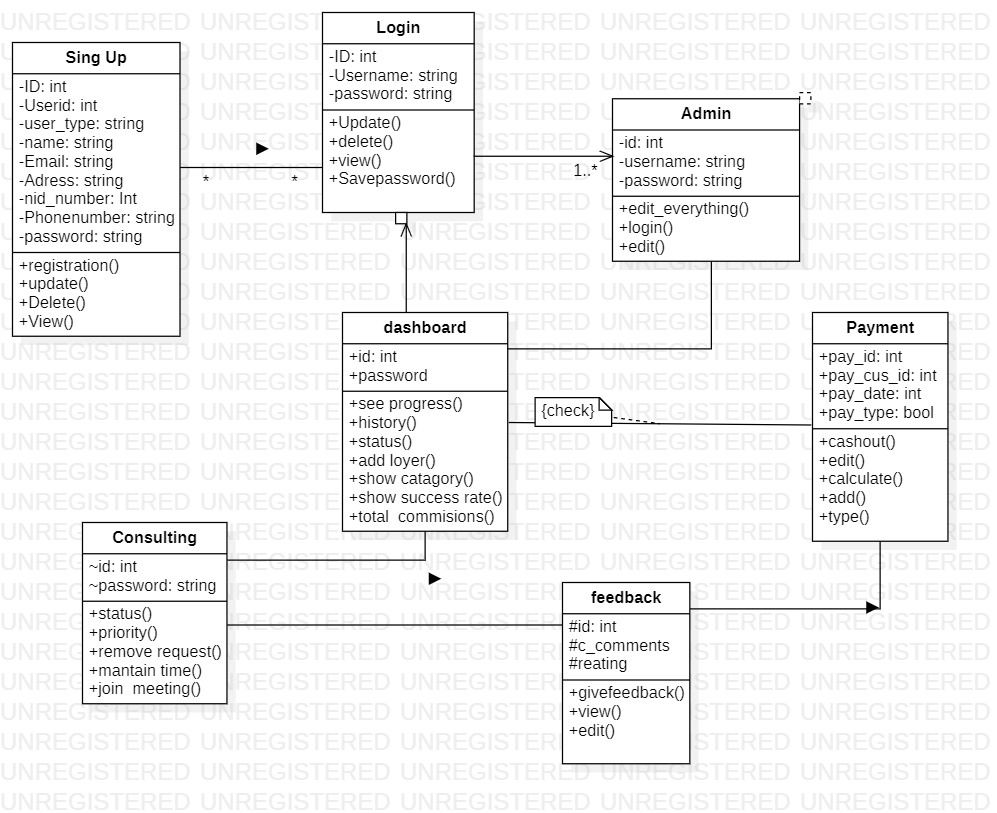 Sing Up
-ID: int
-Userid: int
-user_type: string
-name: string
-Email: string
-Adress: string
-nid_number: Int
-Phonenumber: string
-password: string
+registration()
+update()
+Delete()
+View()
*
*
Login
-ID: int
-Username: string
-password: string
+Update()
+delete()
+view()
+Savepassword()
1..*
Admin
-id: int
-username: string
-password: string
+edit_everything()
+login()
+edit()
dashboard
+id: int
+password
+see progress()
+history()
+status()
+add loyer()
+show catagory()
+show success rate()
+total commisions()
{check}
Payment
+pay_id: int
+pay_cus_id: int
+pay_date: int
+pay_type: bool
+cashout()
+edit()
+calculate()
+add()
+type()
Consulting
~id: int
~password: string
+status()
+priority()
+remove request()
+mantain time()
+join meeting()
feedback
#id: int
#c_comments
#reating
+givefeedback()
+view()
+edit()
UNREGISTERED